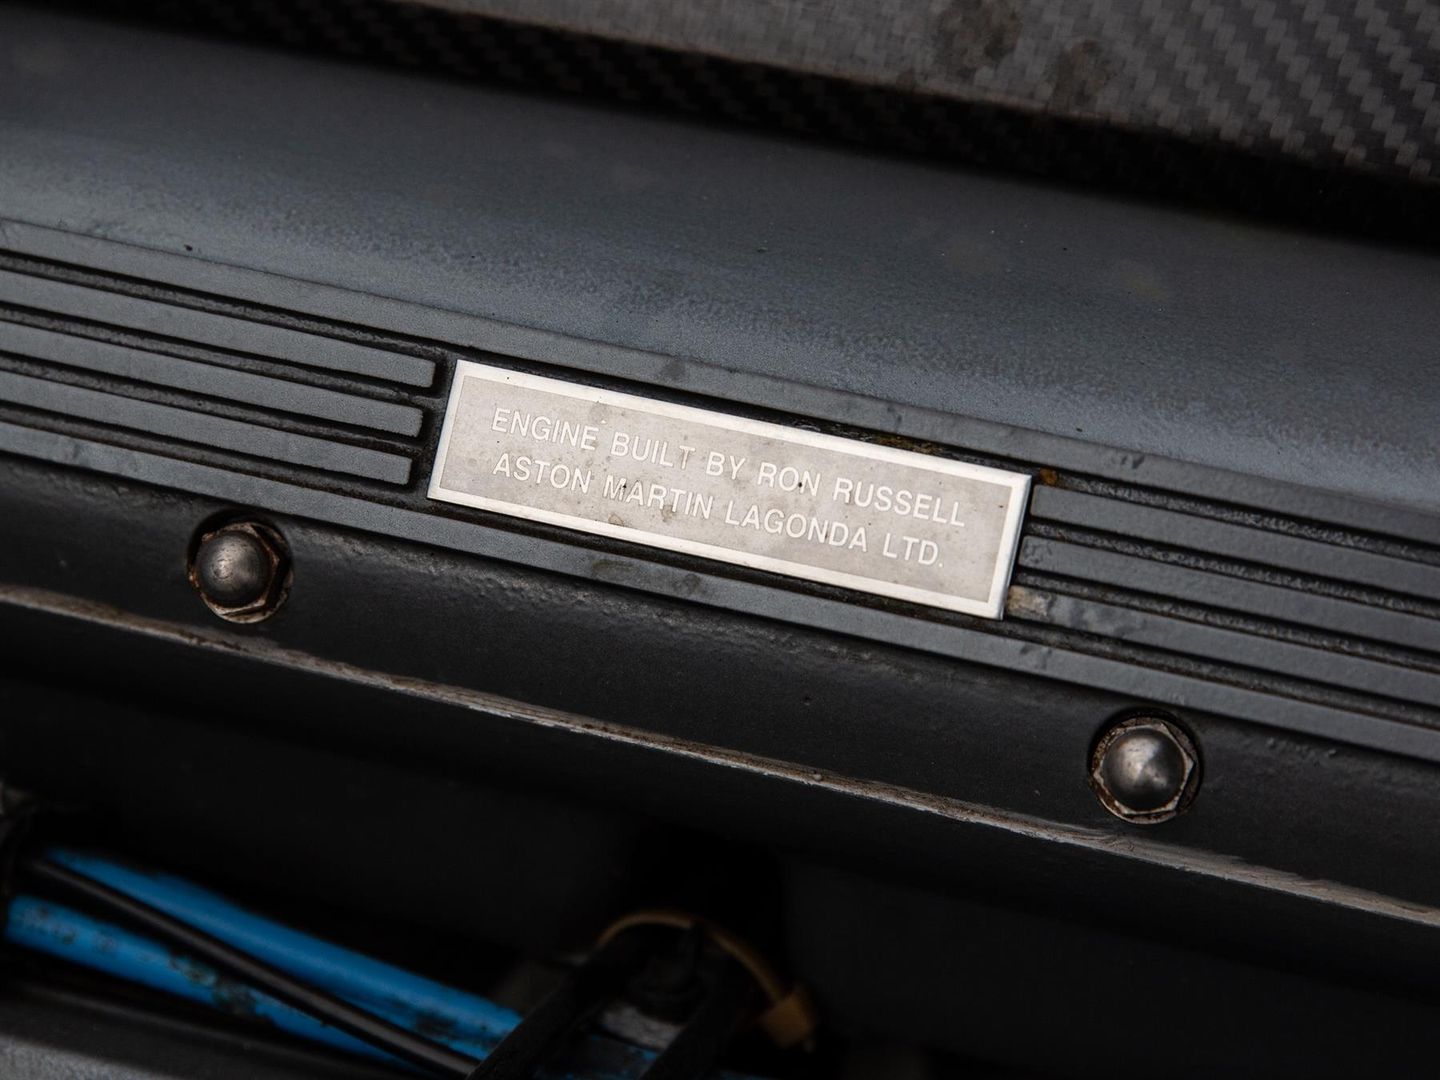 ENGINE BUILT BY RON RUSSELL
ASTON MARTIN LAGONDA LTD.